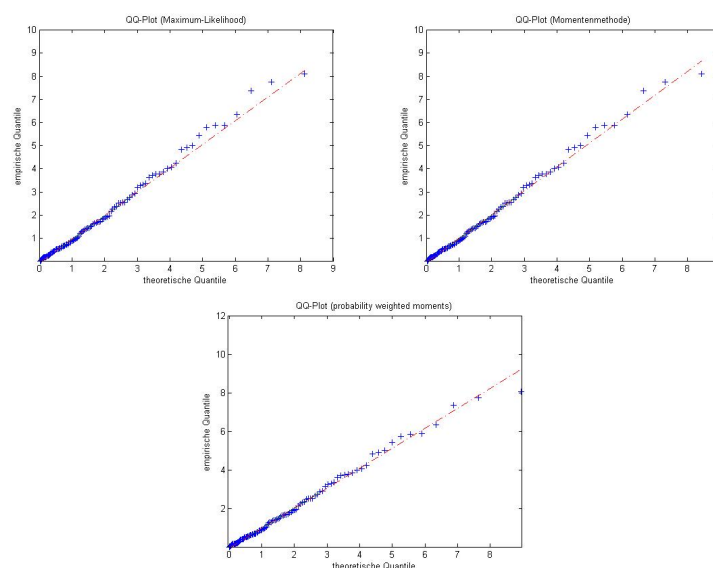 QQ-Plot (Maximum-Likelihood)
10
9
8
7
6
5
4
3
2
1
empirische Quantile
0 1 2 3 4 5 6 7 8 9
theoretische Quantile
QQ-Plot (Momentenmethode)
10
9
8
7
6
5
4
3
2
1
empirische Quantile
0 1 2 3 4 5 6 7 8
theoretische Quantile
QQ-Plot (probability weighted moments)
12
10
8
6
4
2
empirische Quantile
0 1 2 3 4 5 6 7 8
theoretische Quantile